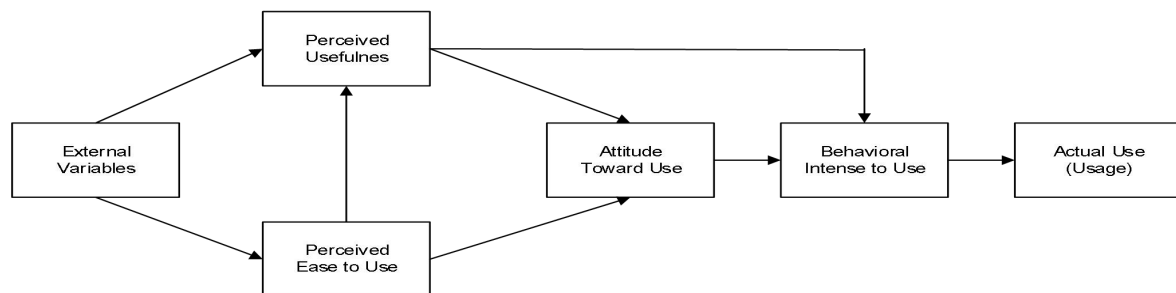 Perceived
Usefulnes
External
Variables
Attitude
Toward Use
Behavioral
Intense to Use
Actual Use
(Usage)
Perceived
Ease to Use